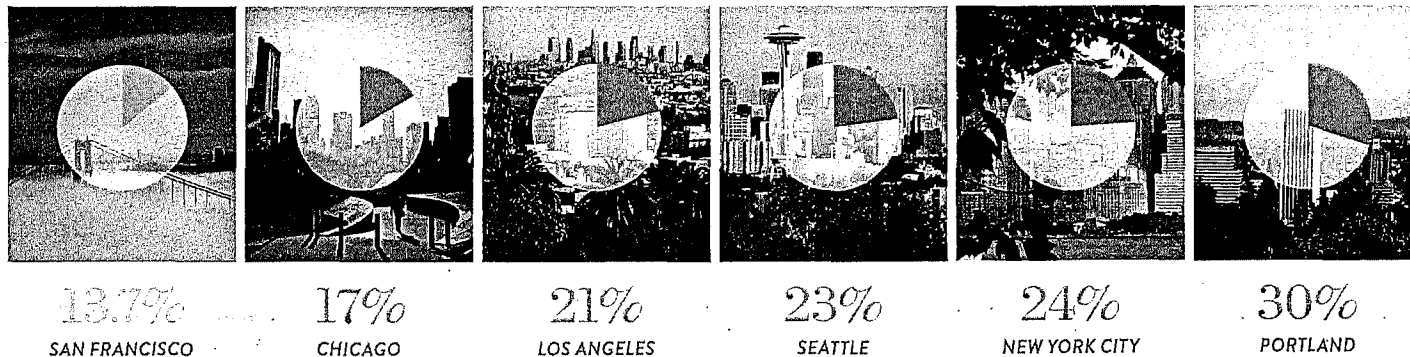 13.7% 17% 21% 23% 24% 30%
SAN FRANCISCO CHICAGO LOS ANGELES SEATTLE NEW YORK CITY PORTLAND